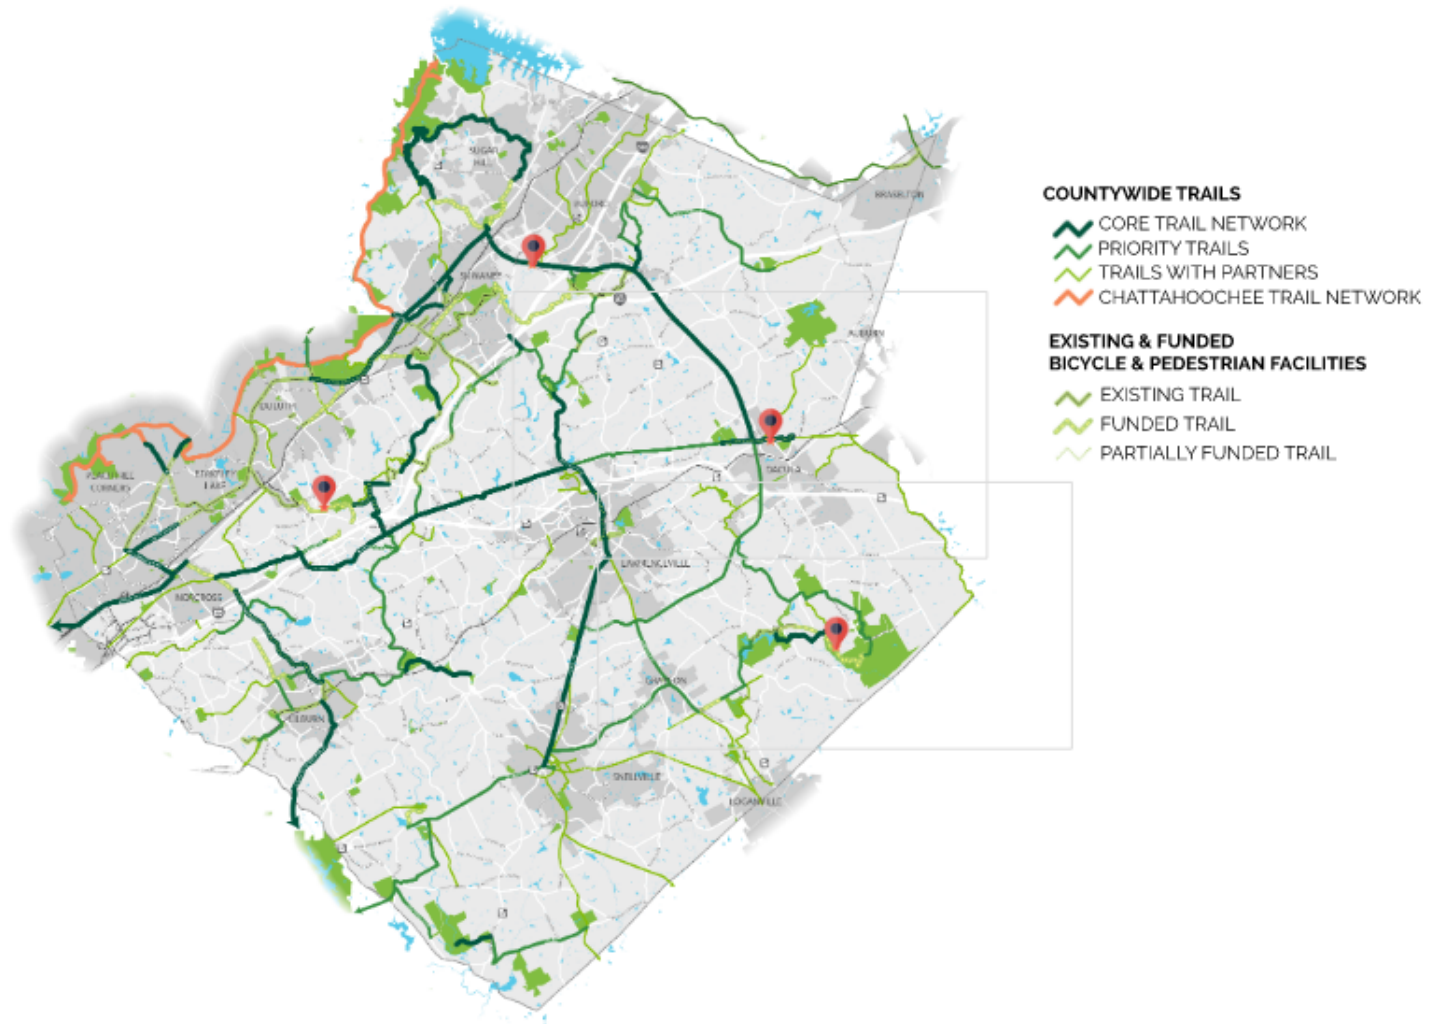 SUGAR
HILL
BUFORD
BRASELTON
SUWANEE
AUBURN
DULUTH
PEACHTREE
CORNERS
BERKELEY
LAKE
DACULA
LAWRENCEVILLE
NORCROSS
GRAYSON
LILBURN
SNELLVILLE
LOGANVILLE
COUNTYWIDE TRAILS
CORE TRAIL NETWORK
PRIORITY TRAILS
TRAILS WITH PARTNERS
CHATTAHOOCHEE TRAIL NETWORK
EXISTING & FUNDED
BICYCLE & PEDESTRIAN FACILITIES
EXISTING TRAIL
FUNDED TRAIL
PARTIALLY FUNDED TRAIL